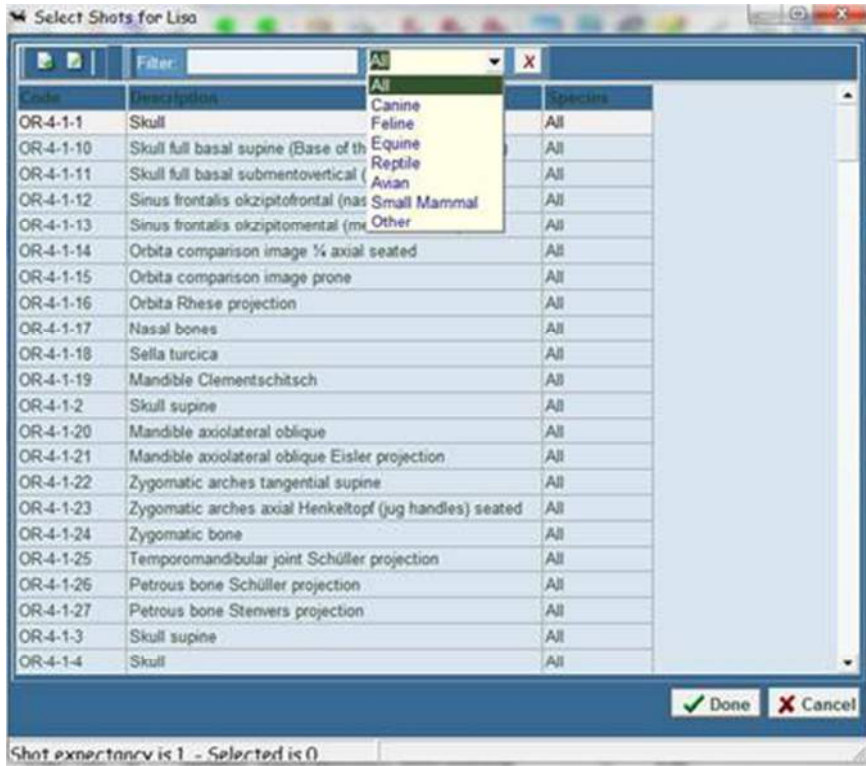 Select Shots for Lisa
Filter:
All
All
Canine
Feline
Equine
Reptile
Avian
Small Mammal
Other
X
Code Description Species
OR-4-1-1 Skull All
OR-4-1-10 Skull full basal supine (Base of th ) All
OR-4-1-11 Skull full basal submentovertical ( All
OR-4-1-12 Sinus frontalis okzipitofrontal (nas All
OR-4-1-13 Sinus frontalis okzipitomental (me All
OR-4-1-14 Orbita comparison image ¼ axial seated All
OR-4-1-15 Orbita comparison image prone All
OR-4-1-16 Orbita Rhese projection All
OR-4-1-17 Nasal bones All
OR-4-1-18 Sella turcica All
OR-4-1-19 Mandible Clementschitsch All
OR-4-1-2 Skull supine All
OR-4-1-20 Mandible axiolateral oblique All
OR-4-1-21 Mandible axiolateral oblique Eisler projection All
OR-4-1-22 Zygomatic arches tangential supine All
OR-4-1-23 Zygomatic arches axial Henkeltopf (jug handles) seated All
OR-4-1-24 Zygomatic bone All
OR-4-1-25 Temporomandibular joint Schüller projection All
OR-4-1-26 Petrous bone Schüller projection All
OR-4-1-27 Petrous bone Stenvers projection All
OR-4-1-3 Skull supine All
OR-4-1-4 Skull All
Done Cancel
Shot expectancy is 1 - Selected is 0